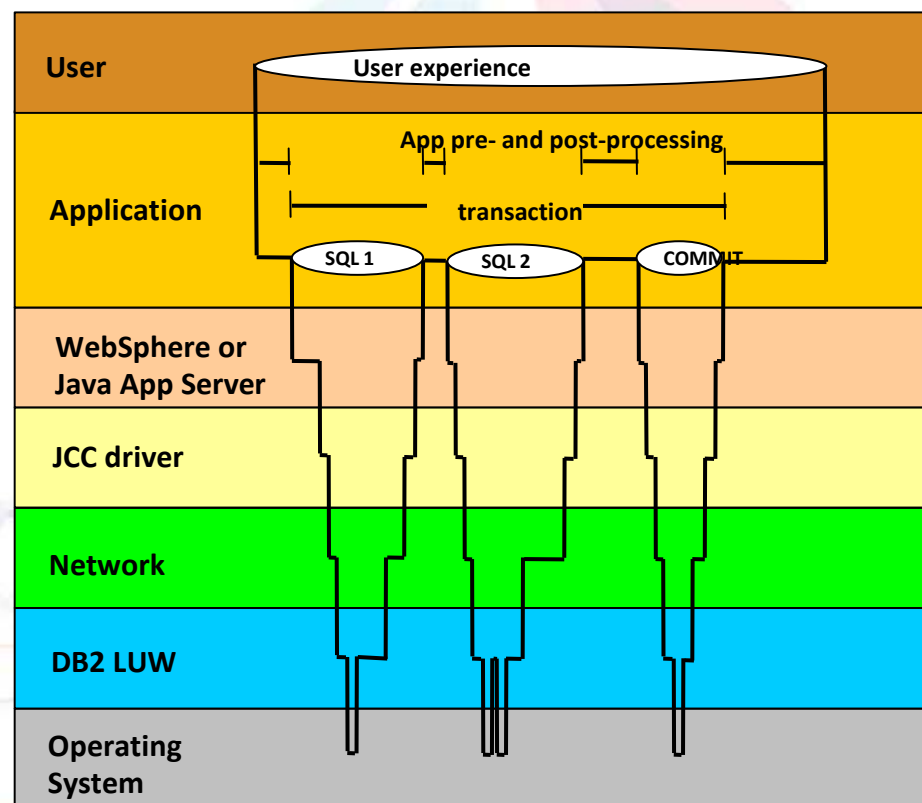 User
User experience
App pre- and post-processing
Application
transaction
SQL 1
SQL 2
COMMIT
WebSphere or
Java App Server
JCC driver
Network
DB2 LUW
Operating
System